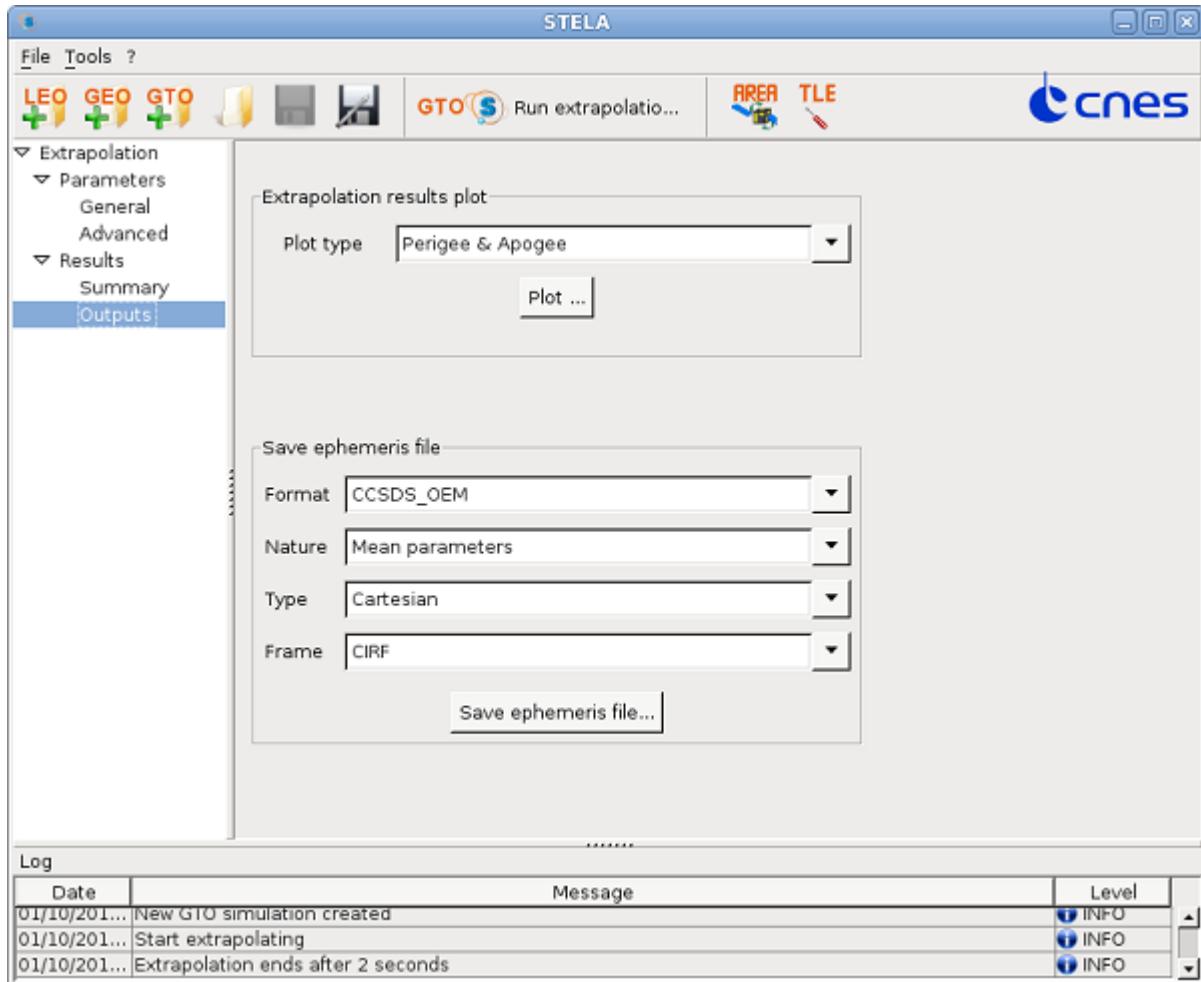 STELA
File Tools ?
LEO GEO GTO GTO S Run extrapolatio... AREA TLE cnes
Extrapolation
Parameters
General
Advanced
Results
Summary
Outputs
Extrapolation results plot
Plot type Perigee & Apogee
Plot ...
Save ephemeris file
Format CCSDS_OEM
Nature Mean parameters
Type Cartesian
Frame CIRF
Save ephemeris file...
Log
Date Message Level
01/10/201... New GTO simulation created INFO
01/10/201... Start extrapolating INFO
01/10/201... Extrapolation ends after 2 seconds INFO